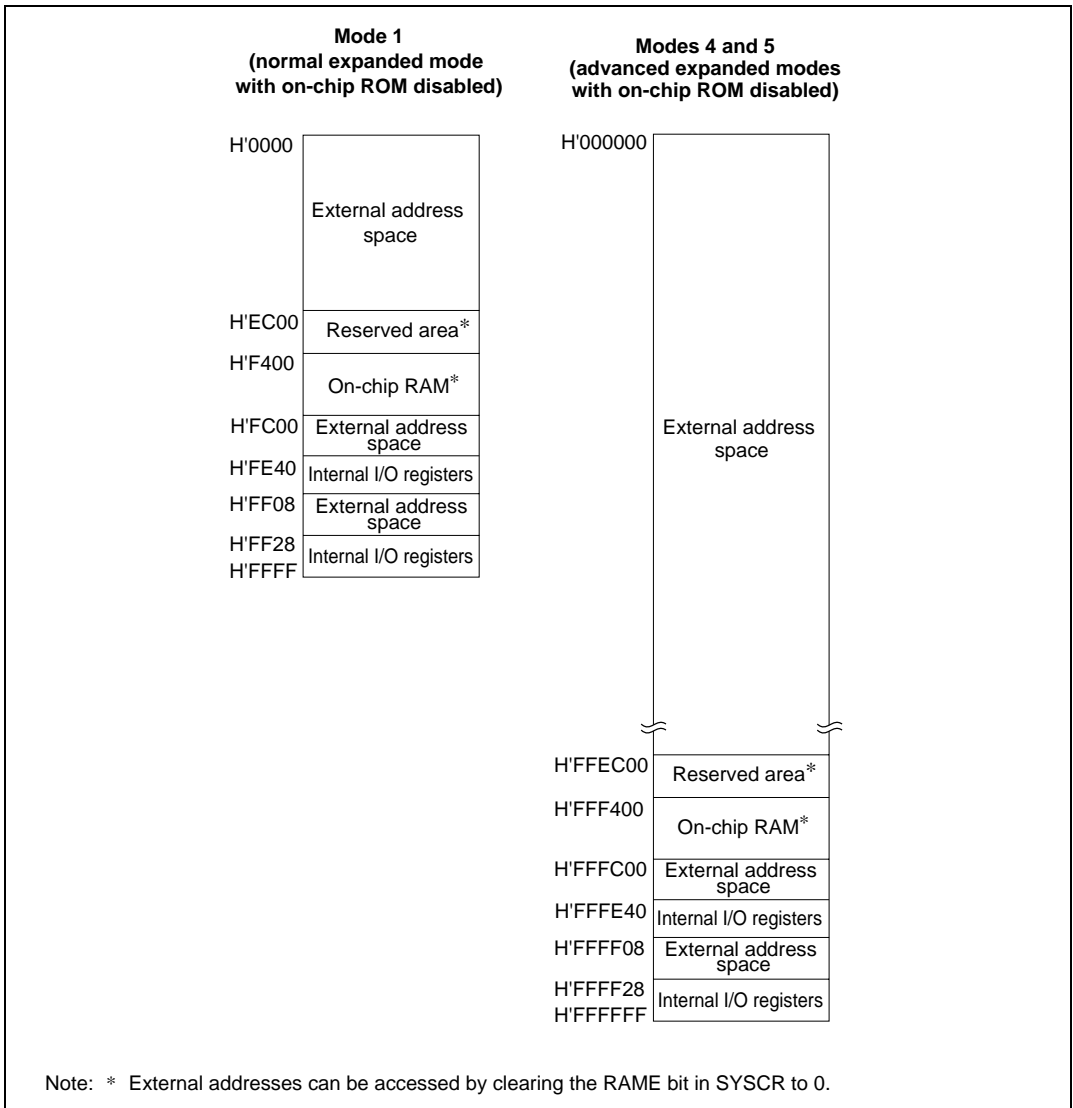 Mode 1
(normal expanded mode
with on-chip ROM disabled)
H'0000
External address
space
H'EC00
Reserved area*
H'F400
On-chip RAM*
H'FC00
External address
space
H'FE40
Internal I/O registers
H'FF08
External address
space
H'FF28
Internal I/O registers
H'FFFF
Modes 4 and 5
(advanced expanded modes
with on-chip ROM disabled)
H'000000
External address
space
H'FFEC00
Reserved area*
H'FFF400
On-chip RAM*
H'FFFC00
External address
space
H'FFFE40
Internal I/O registers
H'FFFF08
External address
space
H'FFFF28
Internal I/O registers
H'FFFFFF
Note: * External addresses can be accessed by clearing the RAME bit in SYSCR to 0.